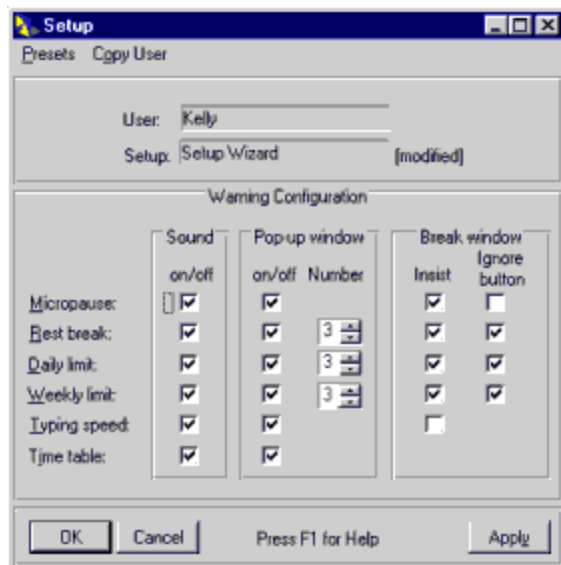 Setup
Presets Copy User
User: Kelly
Setup: Setup Wizard [modified]
Warning Configuration
Sound Pop-up window Break window
on/off on/off Number Insist Ignore button
Micropause:
Rest break: 3
Daily limit: 3
Weekly limit: 3
Typing speed:
Time table:
OK Cancel Press F1 for Help Apply